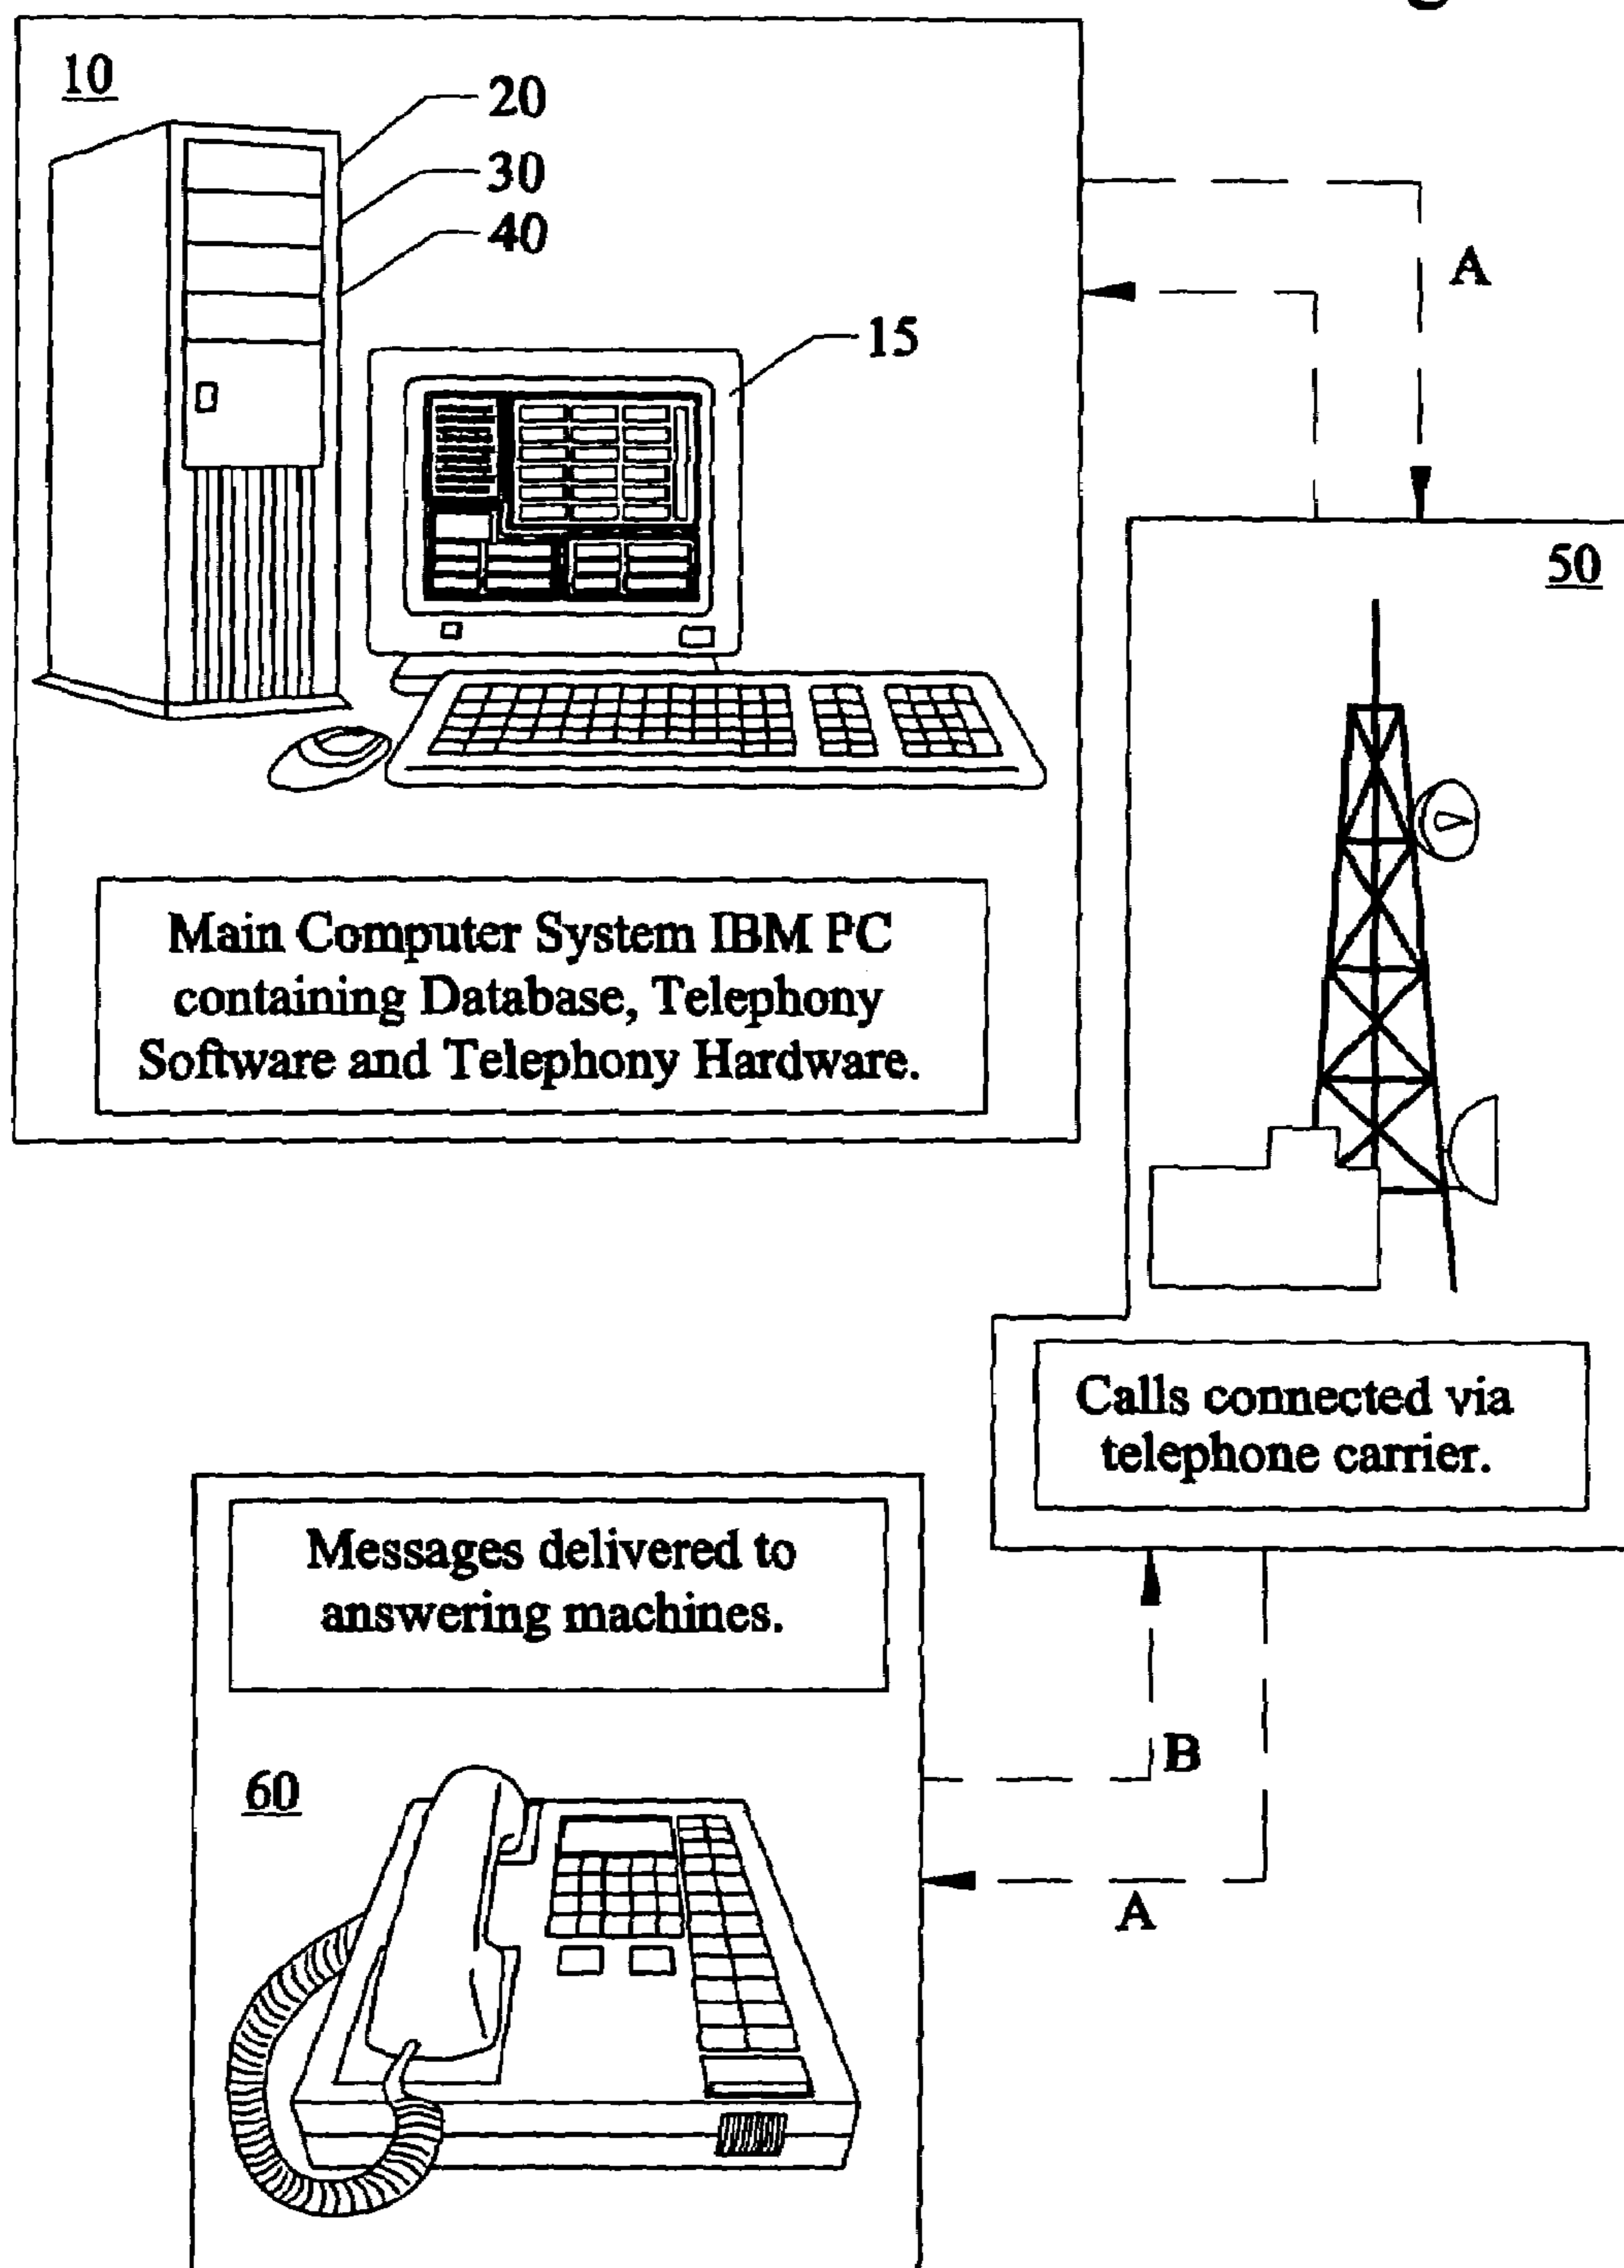 10
20
30
40
15
A
Main Computer System IBM PC
containing Database, Telephony
Software and Telephony Hardware.
50
Calls connected via
telephone carrier.
Messages delivered to
answering machines.
B
60
A